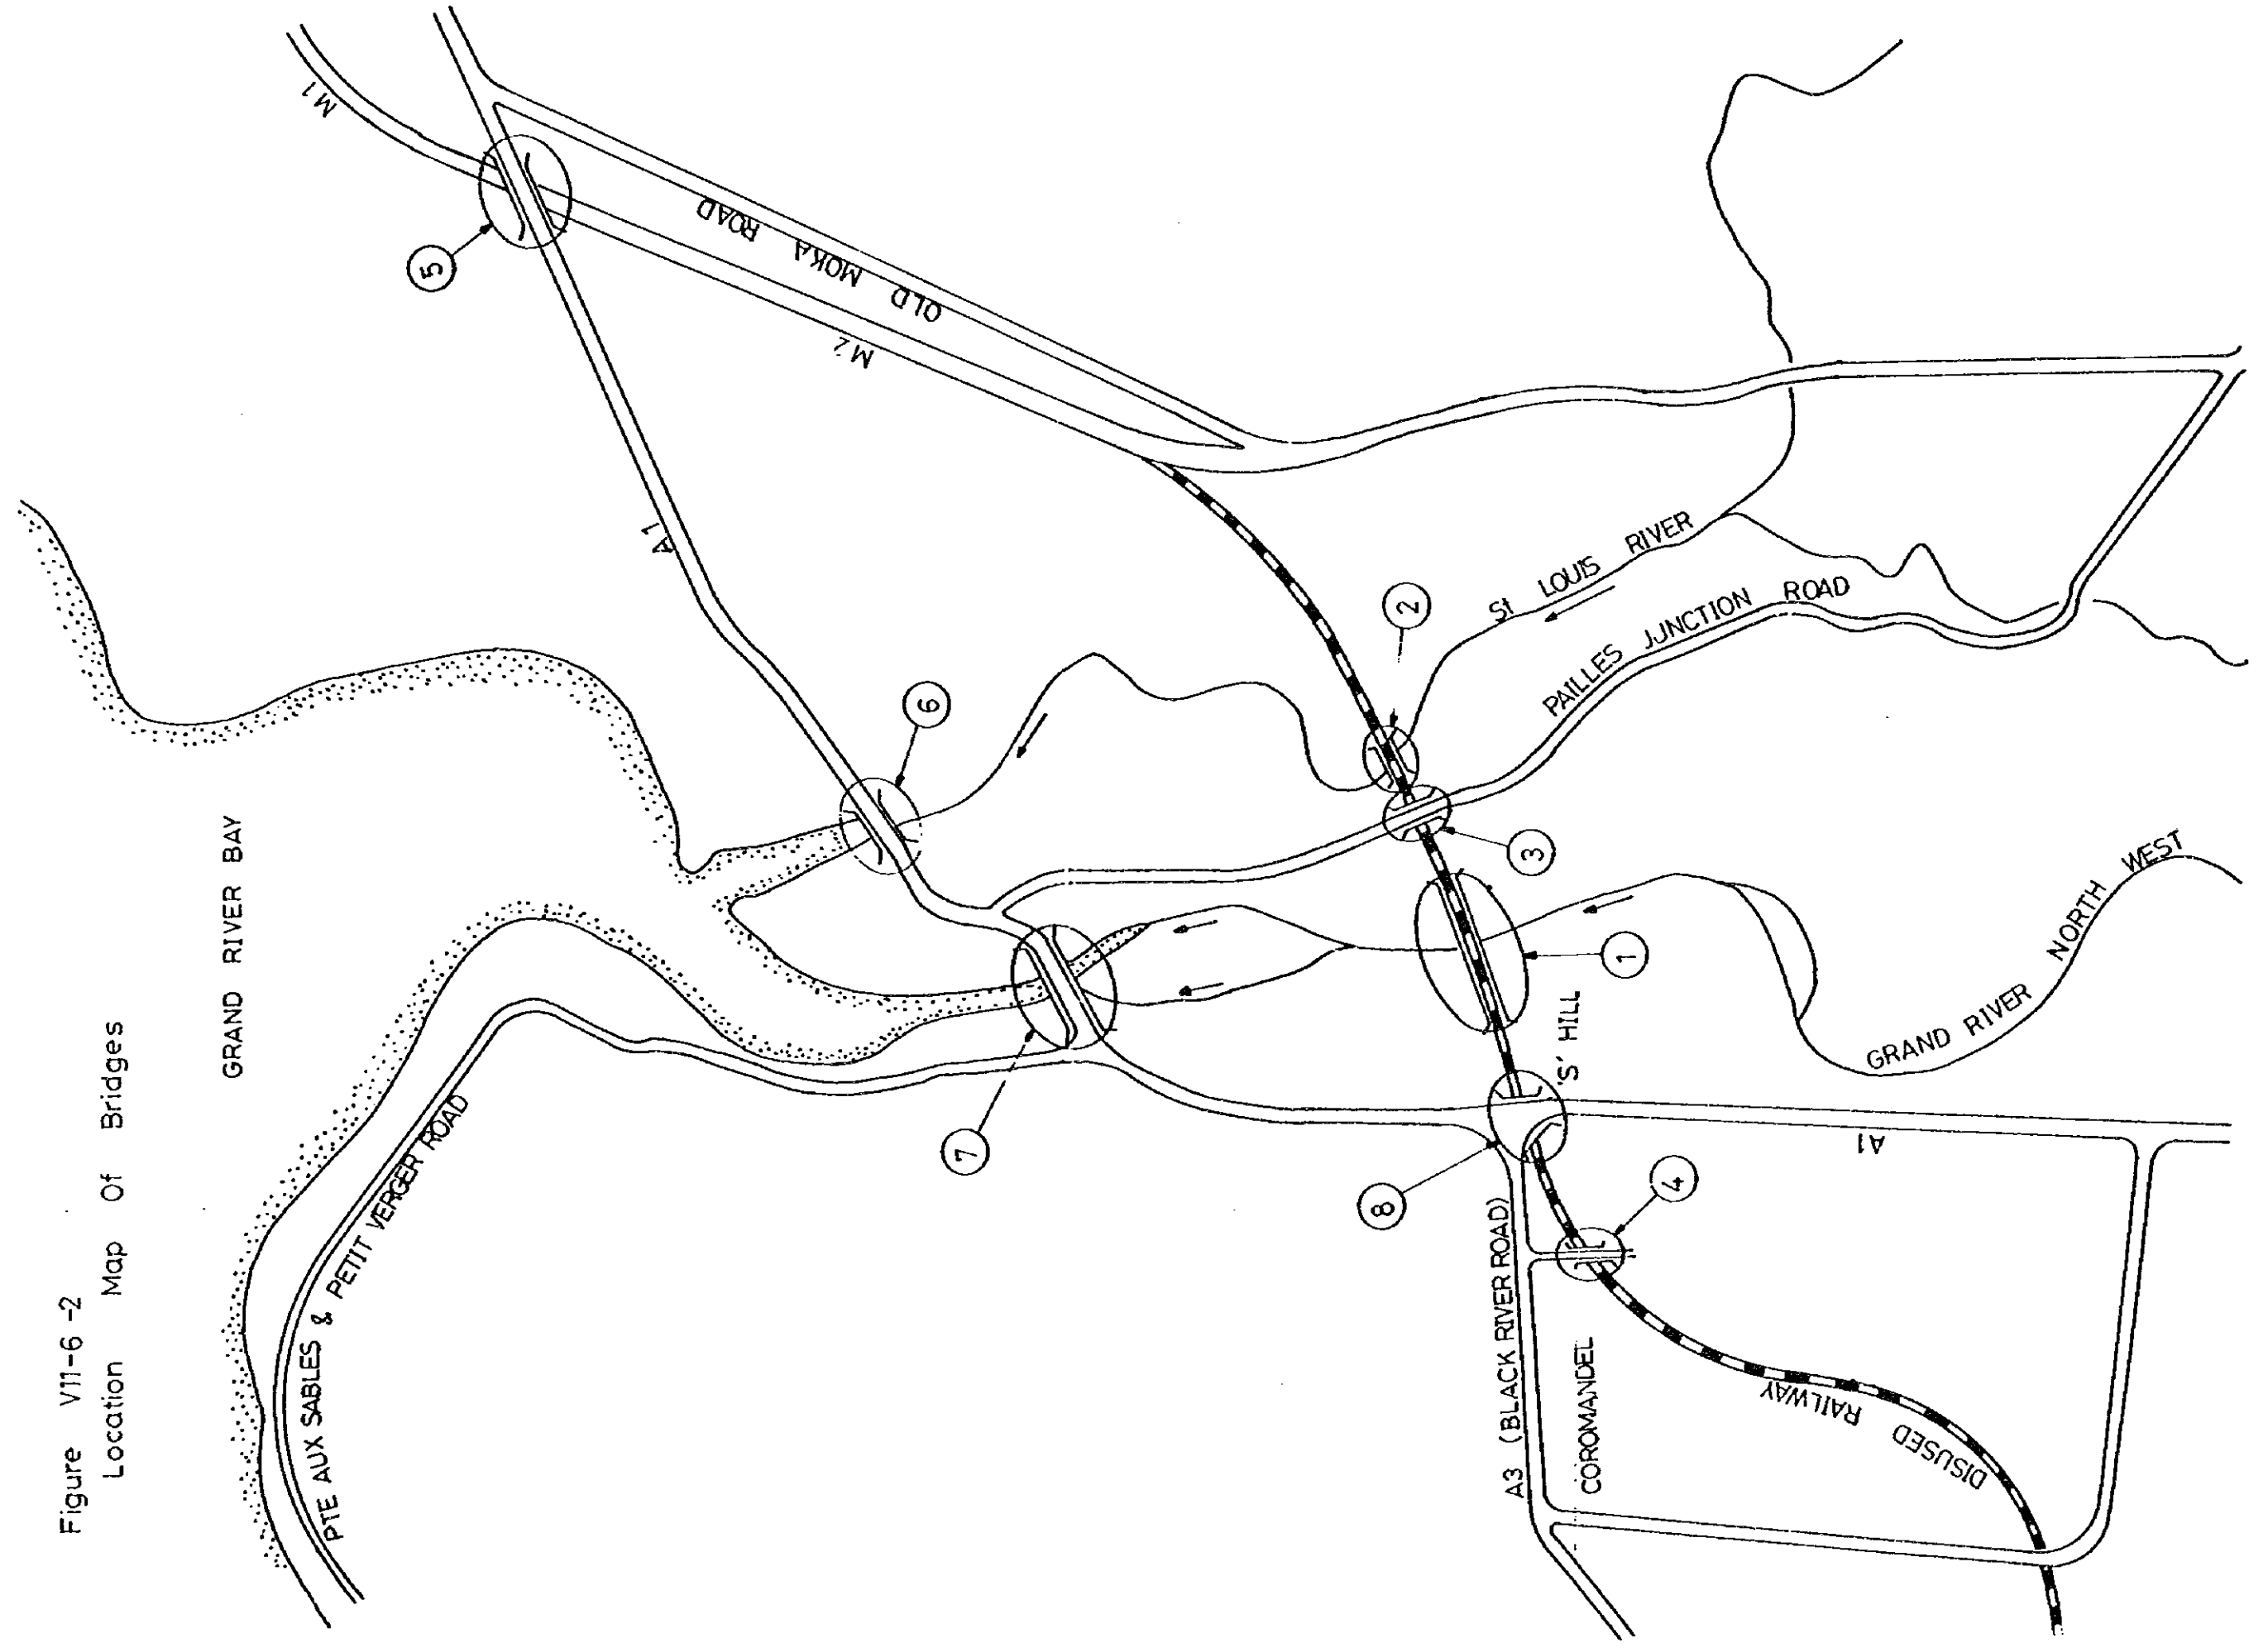 Figure V11-6-2
Location Map Of Bridges
GRAND RIVER BAY
PTE AUX SABLES & PETIT VERGER ROAD
M1
5
OLD MOKA ROAD
M2
A1
6
7
2
St LOUIS RIVER
PAILLES JUNCTION ROAD
3
1
'S' HILL
GRAND RIVER NORTH WEST
8
A1
4
A3 (BLACK RIVER ROAD)
COROMANDEL
DISUSED RAILWAY